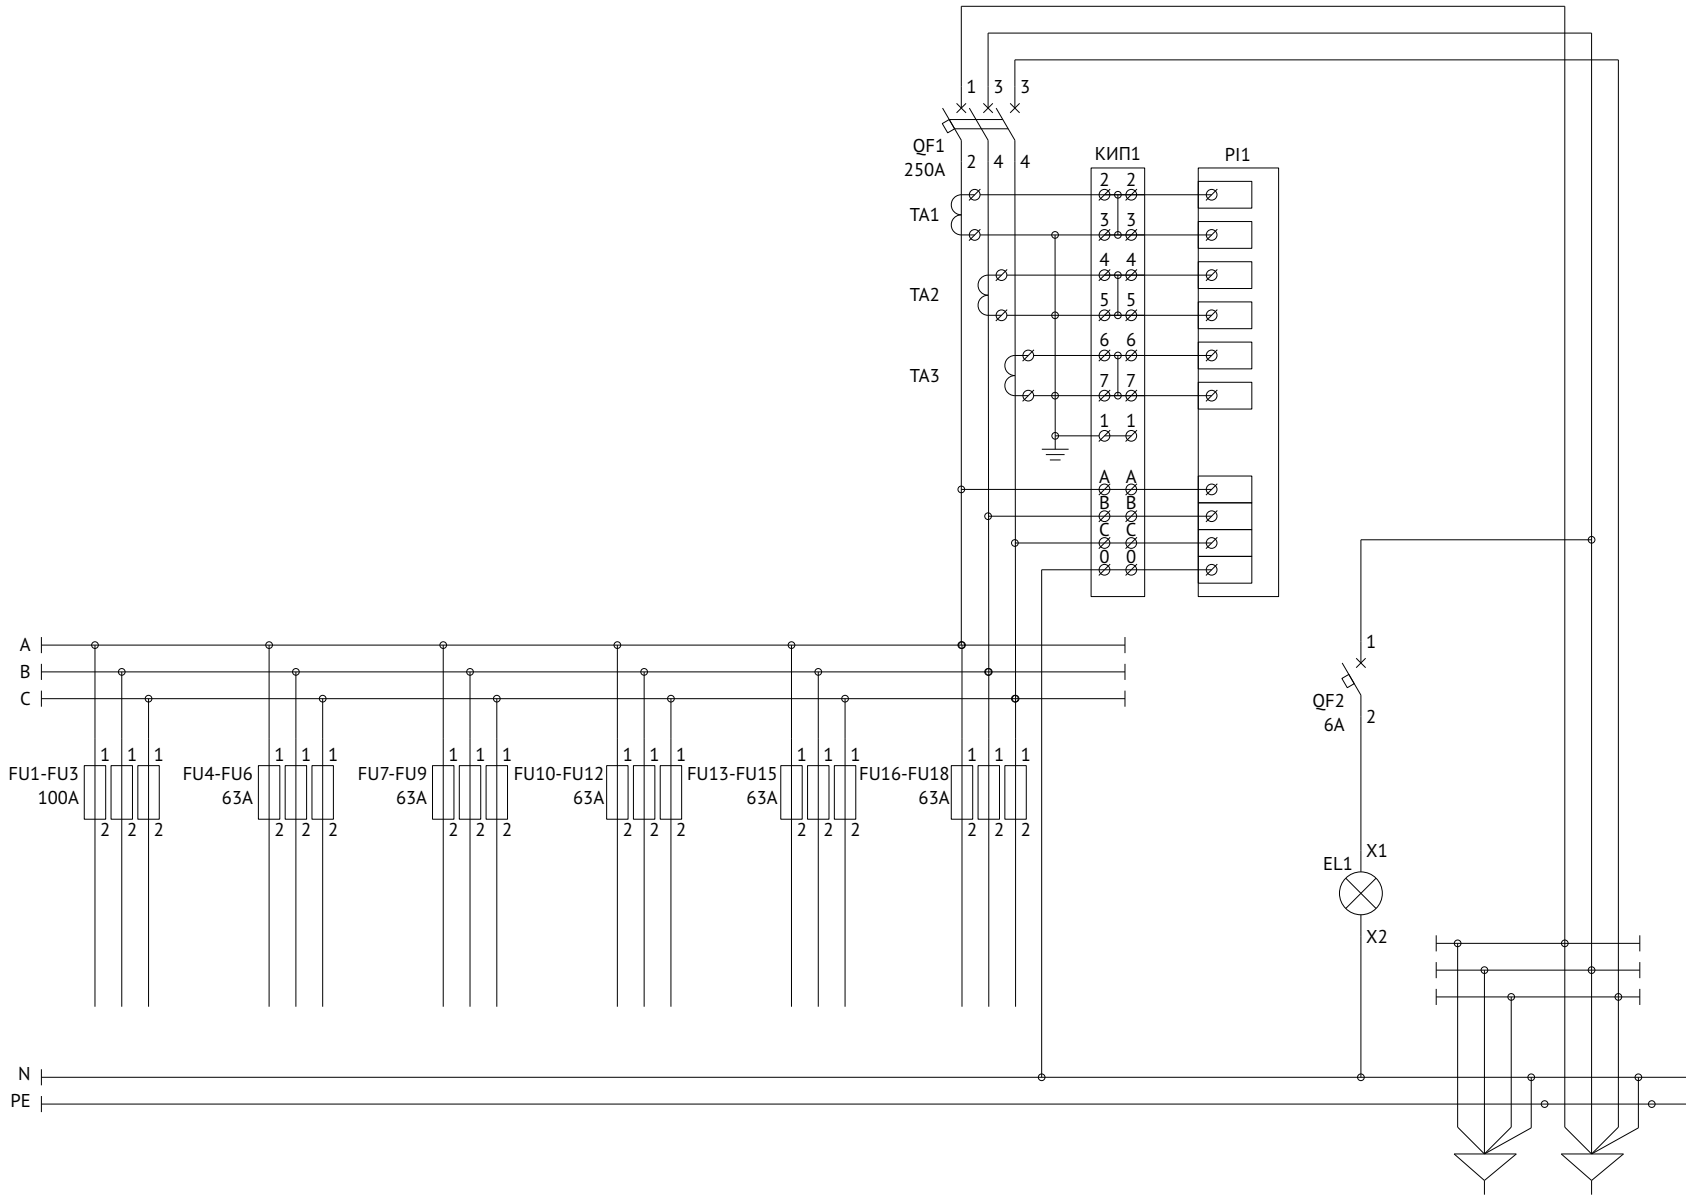 1 3 3
QF1
250A
2 4 4
КИП1
PI1
TA1
TA2
TA3
2 2
3 3
4 4
5 5
6 6
7 7
1 1
A A
B B
C C
0 0
A
B
C
1
QF2
6A
2
FU1-FU3
100A
1 1 1
2 2 2
FU4-FU6
63A
1 1 1
2 2 2
FU7-FU9
63A
1 1 1
2 2 2
FU10-FU12
63A
1 1 1
2 2 2
FU13-FU15
63A
1 1 1
2 2 2
FU16-FU18
63A
1 1 1
2 2 2
X1
EL1
X2
N
PE